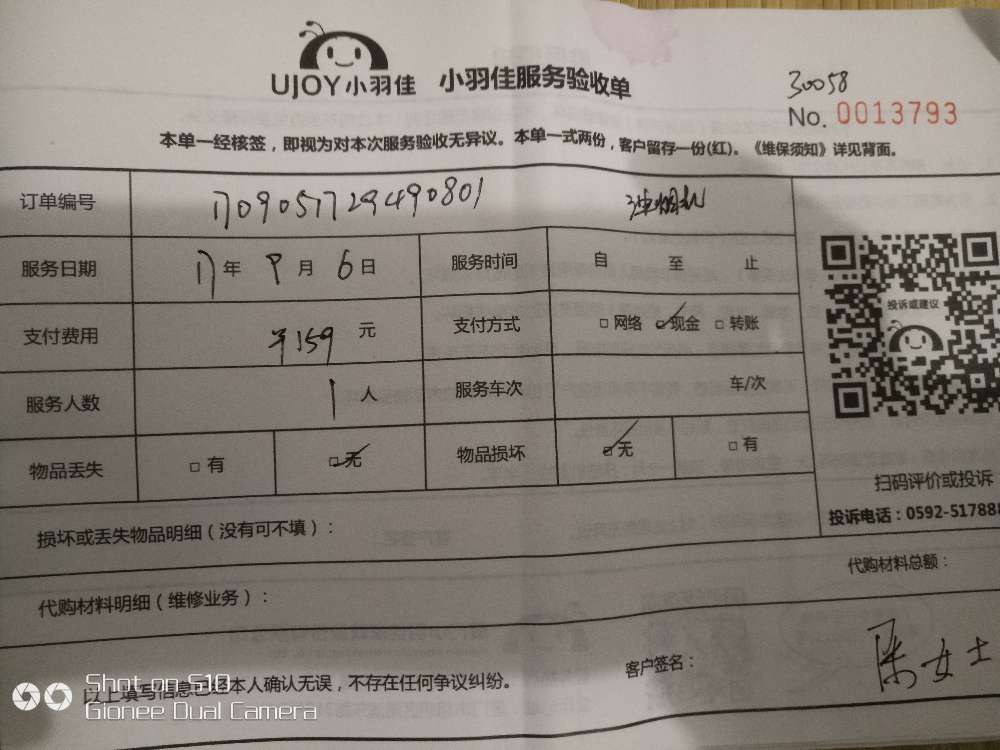 UJOY小羽佳 小羽佳服务验收单
30058
No. 0013793
本单一经核签，即视为对本次服务验收无异议。本单一式两份，客户留存一份(红)。《维保须知》详见背面。
订单编号 1709051729490801 油烟机
服务日期 17年9月6日 服务时间 自 至 止
支付费用 ¥159 元 支付方式 □网络 ☑现金 □转账
服务人数 1 人 服务车次 车/次
物品丢失 □有 ☑无 物品损坏 ☑无 □有
投诉或建议
扫码评价或投诉
投诉电话：0592-517888
损坏或丢失物品明细（没有可不填）：
代购材料明细（维修业务）： 代购材料总额：
以上填写信息已经本人确认无误，不存在任何争议纠纷。 客户签名： 女士
Shot on S10
Gionee Dual Camera